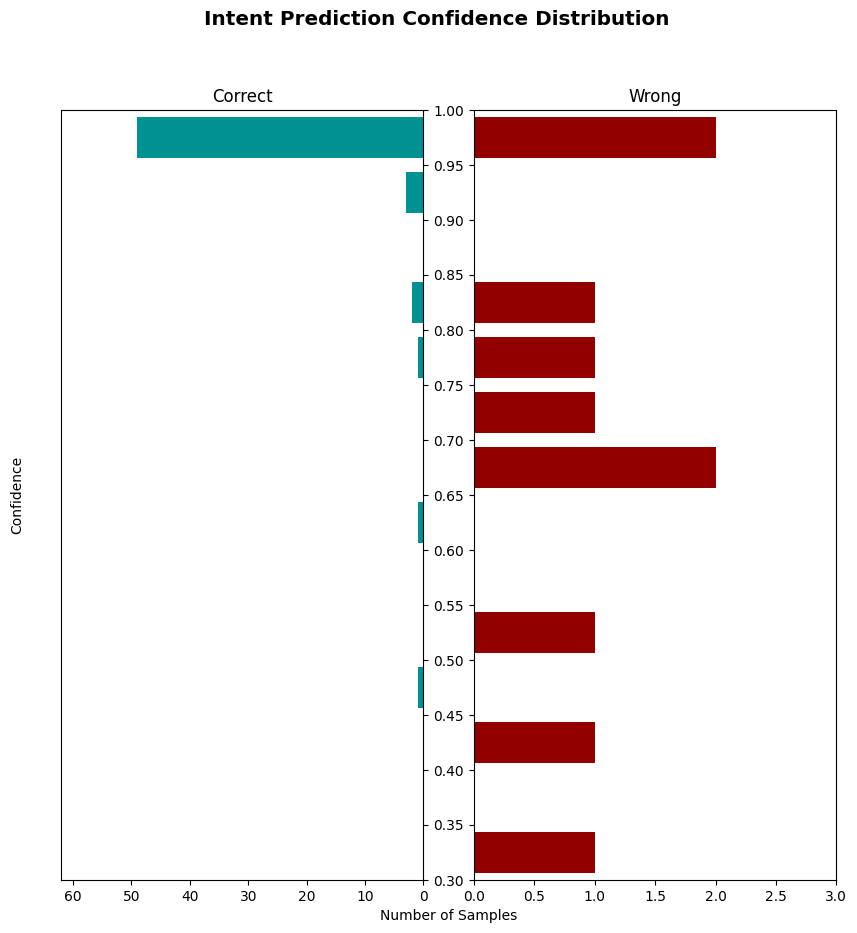 Intent Prediction Confidence Distribution
Correct
Wrong
Confidence
1.00
0.95
0.90
0.85
0.80
0.75
0.70
0.65
0.60
0.55
0.50
0.45
0.40
0.35
0.30
60 50 40 30 20 10 0
0.0 0.5 1.0 1.5 2.0 2.5 3.0
Number of Samples